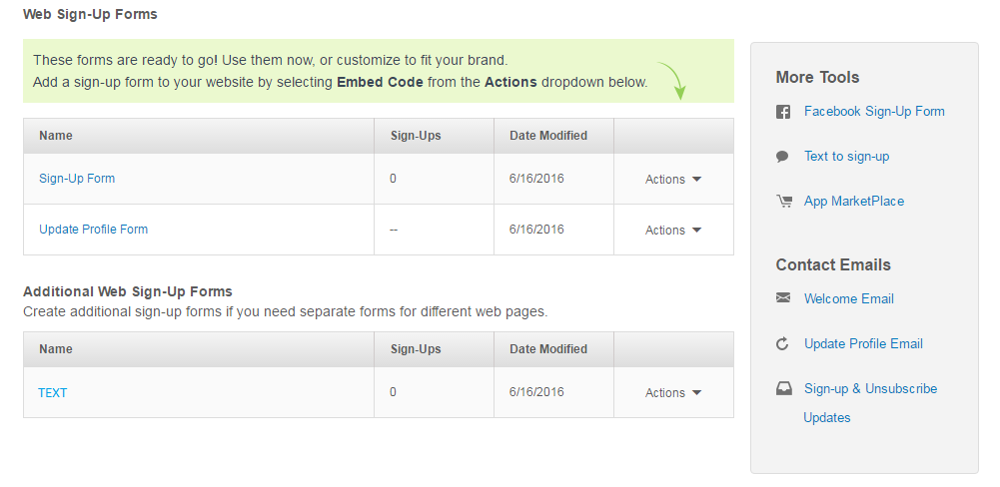 Web Sign-Up Forms
These forms are ready to go! Use them now, or customize to fit your brand.
Add a sign-up form to your website by selecting Embed Code from the Actions dropdown below.
Name Sign-Ups Date Modified
Sign-Up Form 0 6/16/2016 Actions
Update Profile Form -- 6/16/2016 Actions
Additional Web Sign-Up Forms
Create additional sign-up forms if you need separate forms for different web pages.
Name Sign-Ups Date Modified
TEXT 0 6/16/2016 Actions
More Tools
Facebook Sign-Up Form
Text to sign-up
App MarketPlace
Contact Emails
Welcome Email
Update Profile Email
Sign-up & Unsubscribe
Updates